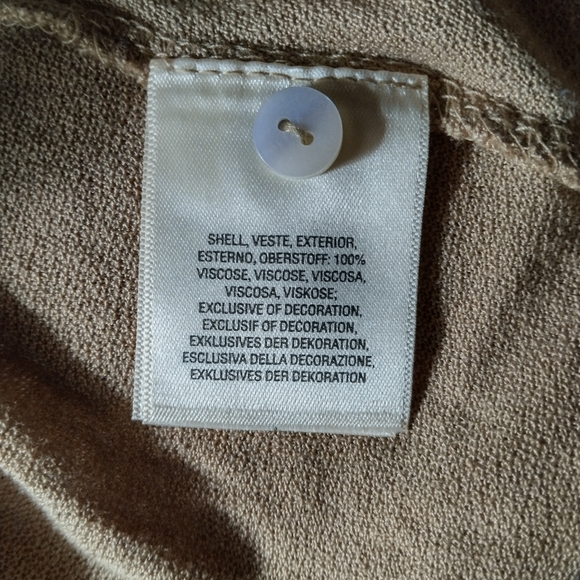 SHELL, VESTE, EXTERIOR,
ESTERNO, OBERSTOFF: 100%
VISCOSE, VISCOSE, VISCOSA,
VISCOSA, VISKOSE;
EXCLUSIVE OF DECORATION,
EXCLUSIF OF DECORATION,
EXKLUSIVES DER DEKORATION,
ESCLUSIVA DELLA DECORAZIONE,
EXKLUSIVES DER DEKORATION